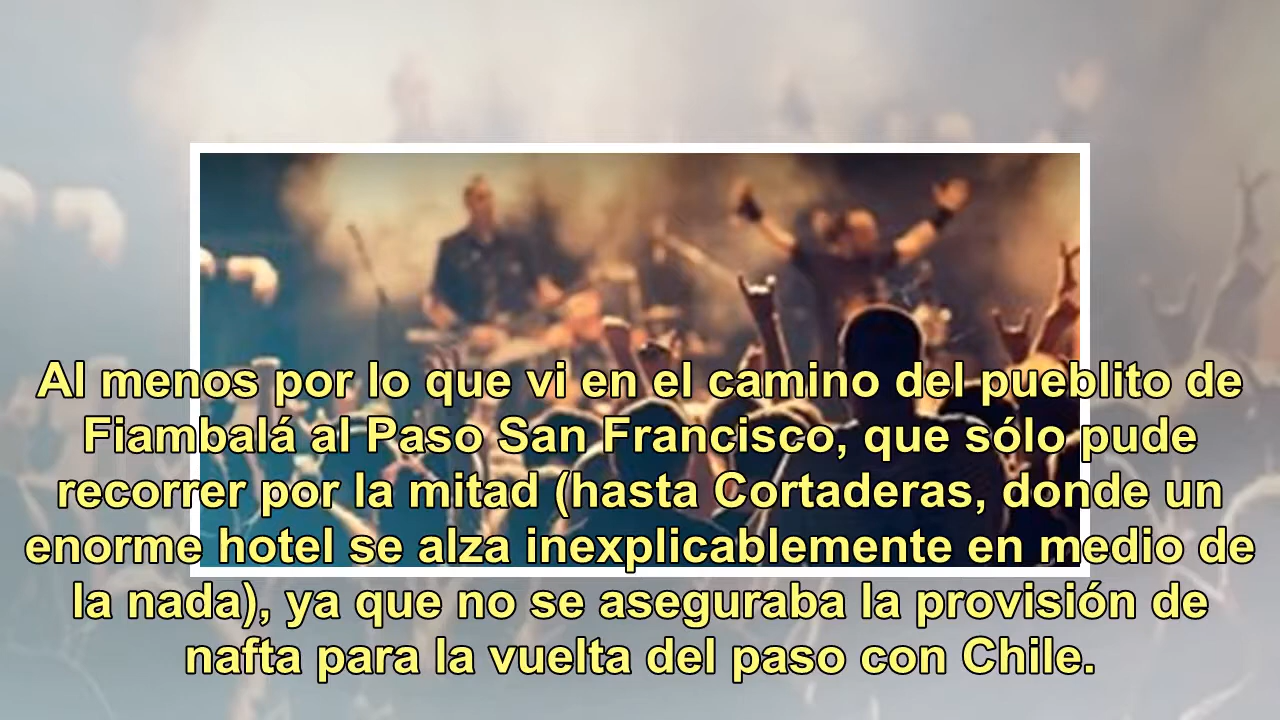 Al menos por lo que vi en el camino del pueblito de
Fiambalá al Paso San Francisco, que sólo pude
recorrer por la mitad (hasta Cortaderas, donde un
enorme hotel se alza inexplicablemente en medio de
la nada), ya que no se aseguraba la provisión de
nafta para la vuelta del paso con Chile.